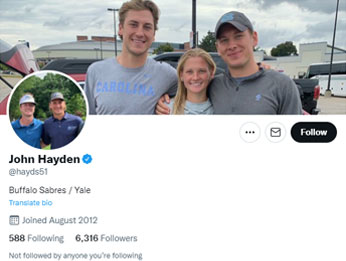 CAROLINA
Follow
John Hayden
@hayds51
Buffalo Sabres / Yale
Translate bio
Joined August 2012
588 Following 6,316 Followers
Not followed by anyone you're following